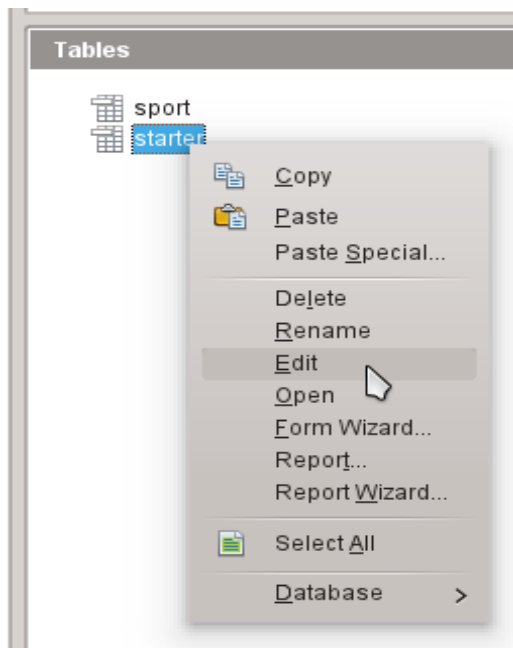 Tables
sport
starter
Copy
Paste
Paste Special...
Delete
Rename
Edit
Open
Form Wizard...
Report...
Report Wizard...
Select All
Database >